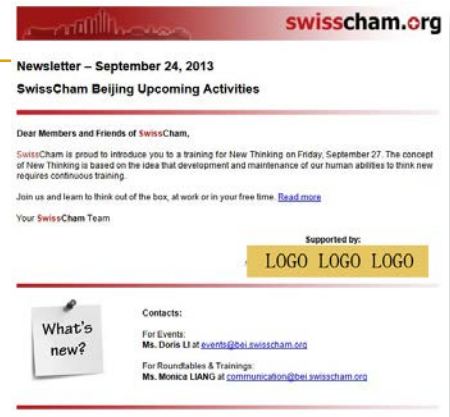 swisscham.org
Newsletter – September 24, 2013
SwissCham Beijing Upcoming Activities
Dear Members and Friends of SwissCham,
SwissCham is proud to introduce you to a training for New Thinking on Friday, September 27. The concept
of New Thinking is based on the idea that development and maintenance of our human abilities to think new
requires continuous training.
Join us and learn to think out of the box, at work or in your free time. Read more
Your SwissCham Team
Supported by:
LOGO LOGO LOGO
What's
new?
Contacts:
For Events:
Ms. Doris LI at events@bei.swisscham.org
For Roundtables & Trainings:
Ms. Monica LIANG at communication@bei.swisscham.org